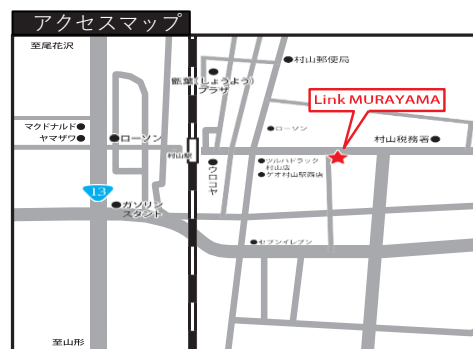 アクセスマップ
至尾花沢
村山郵便局
甑葉(しょうよう)
プラザ
Link MURAYAMA
マクドナルド
ヤマザワ
ローソン
ローソン
村山税務署
村山駅
ツルハドラック
村山店
ゲオ村山駅西店
ウロコヤ
13
ガソリン
スタンド
セブンイレブン
至山形